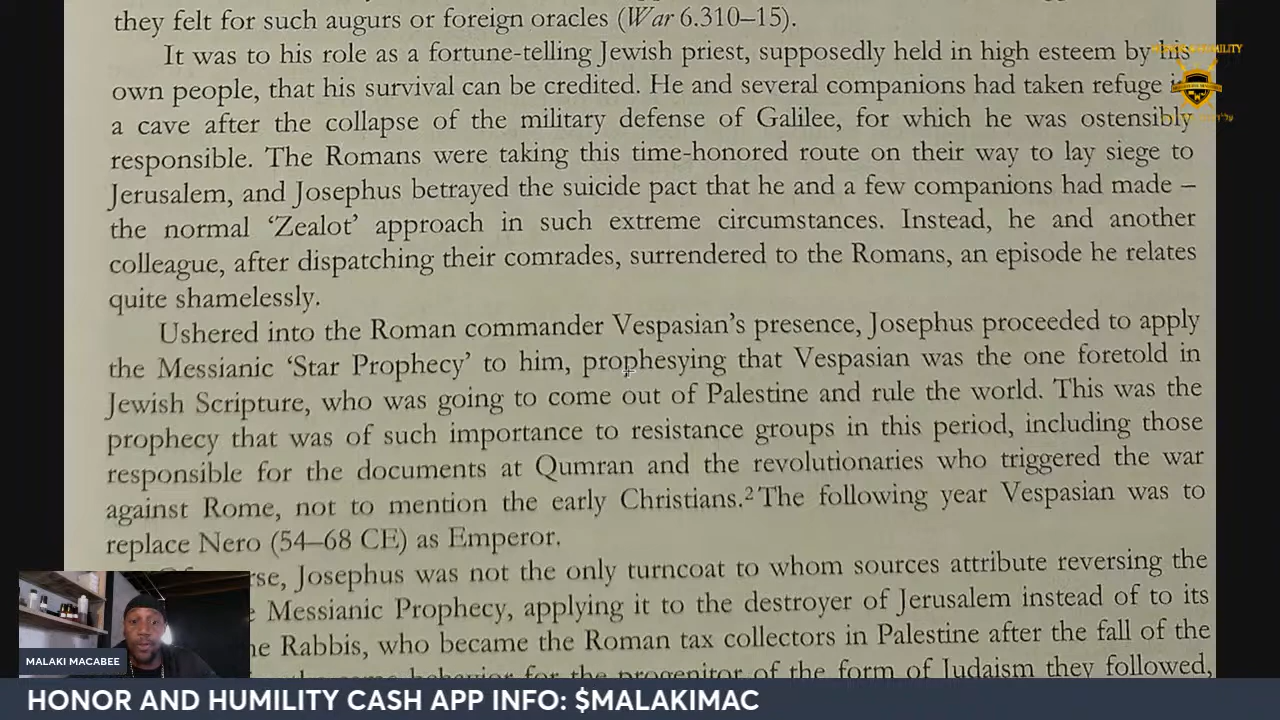 they felt for such augurs or foreign oracles (War 6.310–15).
It was to his role as a fortune-telling Jewish priest, supposedly held in high esteem by his
own people, that his survival can be credited. He and several companions had taken refuge
a cave after the collapse of the military defense of Galilee, for which he was ostensibly
responsible. The Romans were taking this time-honored route on their way to lay siege to
Jerusalem, and Josephus betrayed the suicide pact that he and a few companions had made –
the normal ‘Zealot’ approach in such extreme circumstances. Instead, he and another
colleague, after dispatching their comrades, surrendered to the Romans, an episode he relates
quite shamelessly.
Ushered into the Roman commander Vespasian’s presence, Josephus proceeded to apply
the Messianic ‘Star Prophecy’ to him, prophesying that Vespasian was the one foretold in
Jewish Scripture, who was going to come out of Palestine and rule the world. This was the
prophecy that was of such importance to resistance groups in this period, including those
responsible for the documents at Qumran and the revolutionaries who triggered the war
against Rome, not to mention the early Christians.² The following year Vespasian was to
replace Nero (54–68 CE) as Emperor.
Josephus was not the only turncoat to whom sources attribute reversing the
Messianic Prophecy, applying it to the destroyer of Jerusalem instead of to its
Rabbis, who became the Roman tax collectors in Palestine after the fall of the
behavior for the progenitor of the form of Judaism they followed,
MALAKI MACABEE
HONOR AND HUMILITY CASH APP INFO: $MALAKIMAC